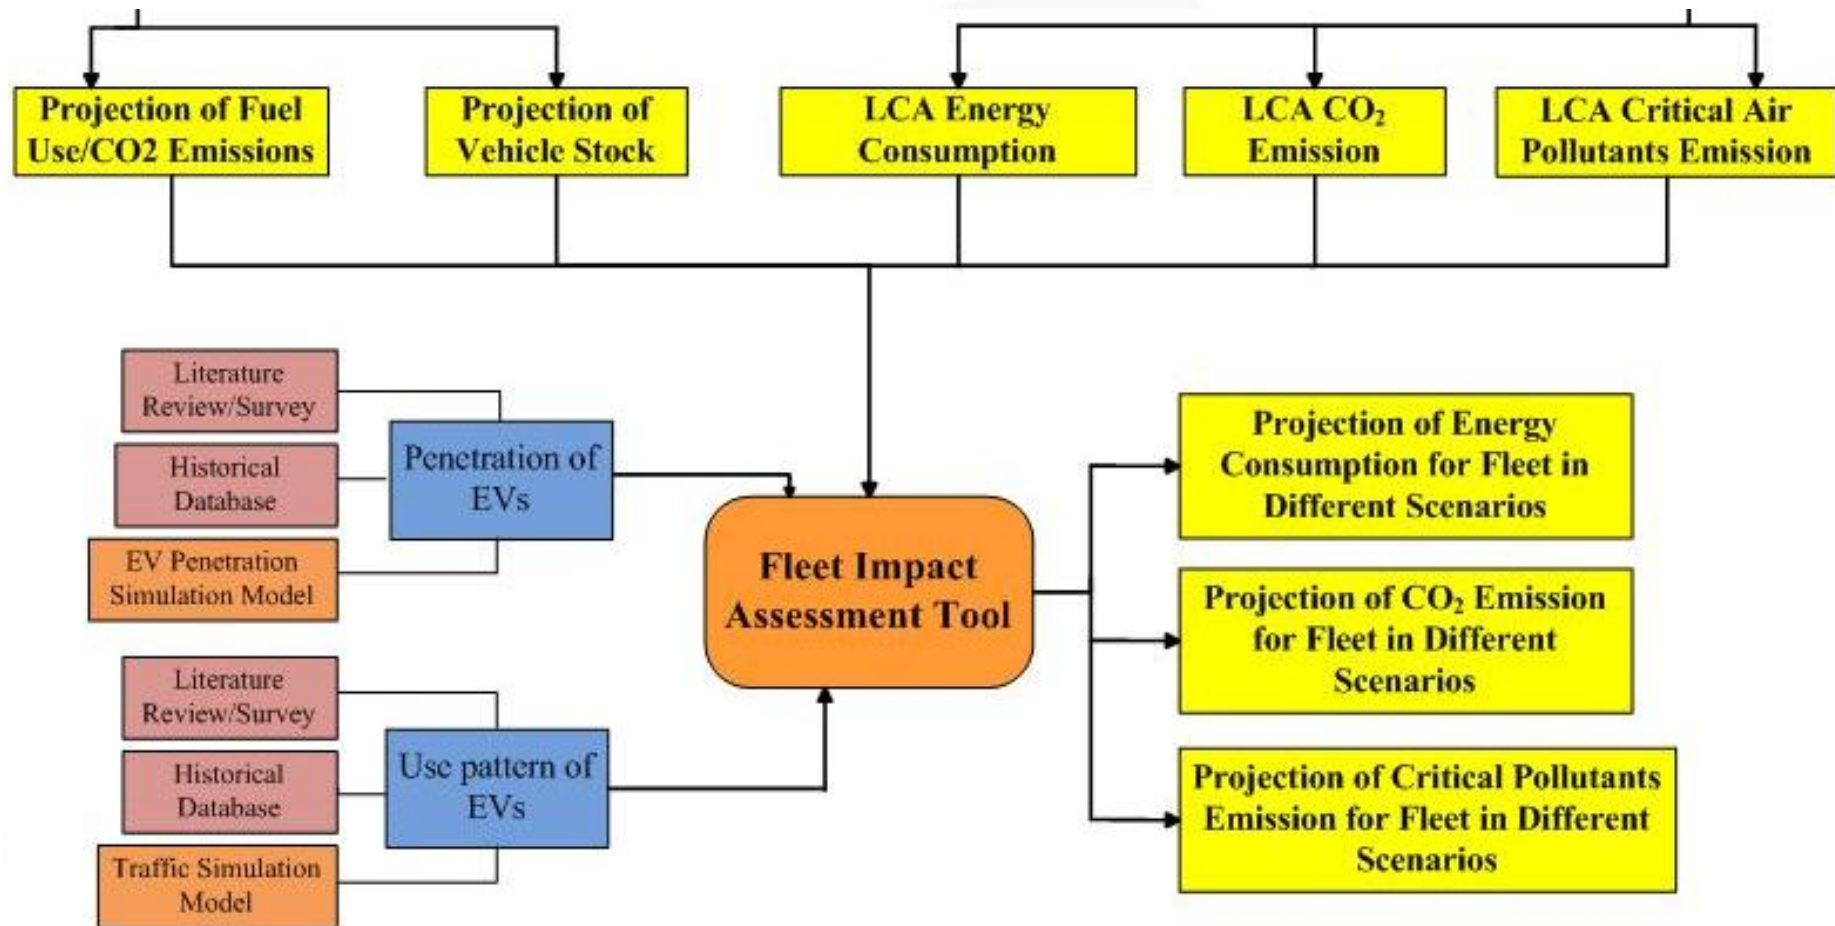 Projection of Fuel
Use/CO2 Emissions
Projection of
Vehicle Stock
LCA Energy
Consumption
LCA CO₂
Emission
LCA Critical Air
Pollutants Emission
Literature
Review/Survey
Historical
Database
EV Penetration
Simulation Model
Penetration of
EVs
Literature
Review/Survey
Historical
Database
Traffic Simulation
Model
Use pattern of
EVs
Fleet Impact
Assessment Tool
Projection of Energy
Consumption for Fleet in
Different Scenarios
Projection of CO₂ Emission
for Fleet in Different
Scenarios
Projection of Critical Pollutants
Emission for Fleet in Different
Scenarios